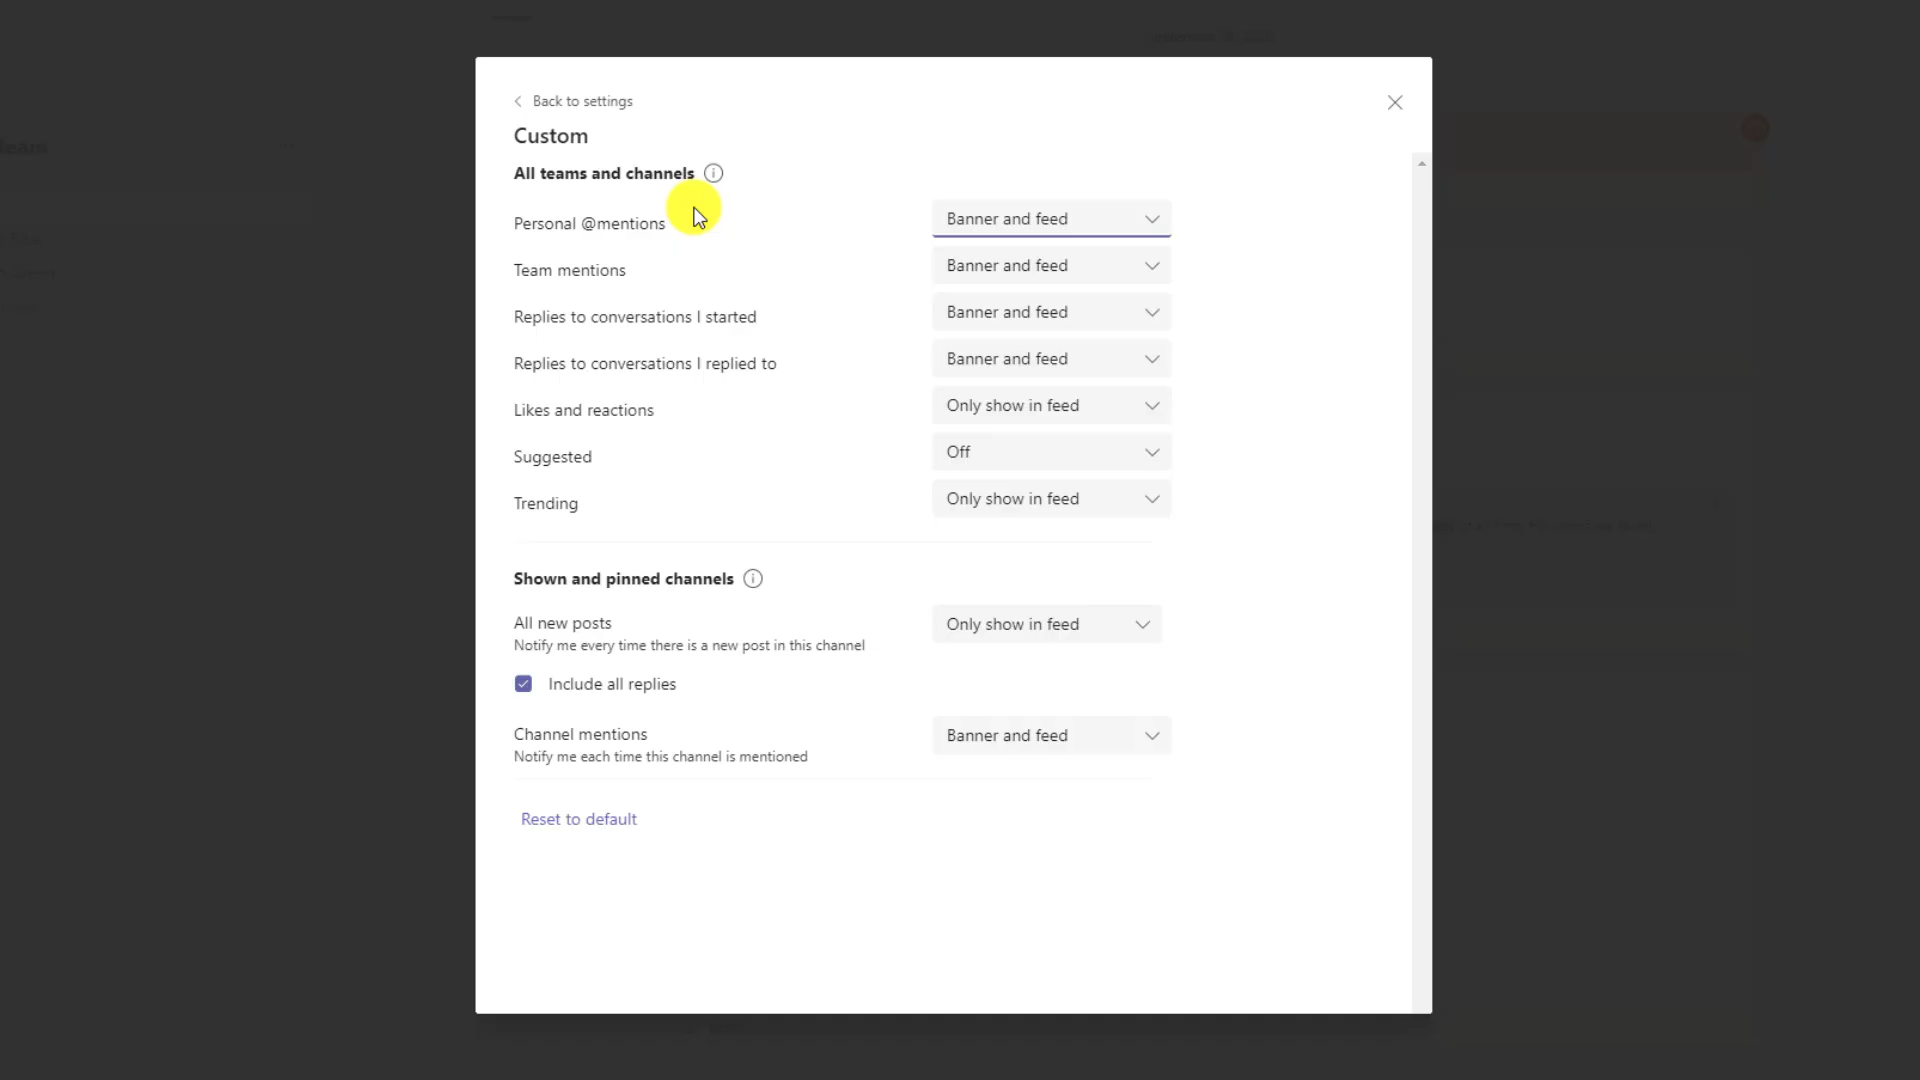 Back to settings
Custom
All teams and channels
Personal @mentions
Banner and feed
Team mentions
Banner and feed
Replies to conversations I started
Banner and feed
Replies to conversations I replied to
Banner and feed
Likes and reactions
Only show in feed
Suggested
Off
Trending
Only show in feed
Shown and pinned channels
All new posts
Only show in feed
Notify me every time there is a new post in this channel
Include all replies
Channel mentions
Banner and feed
Notify me each time this channel is mentioned
Reset to default